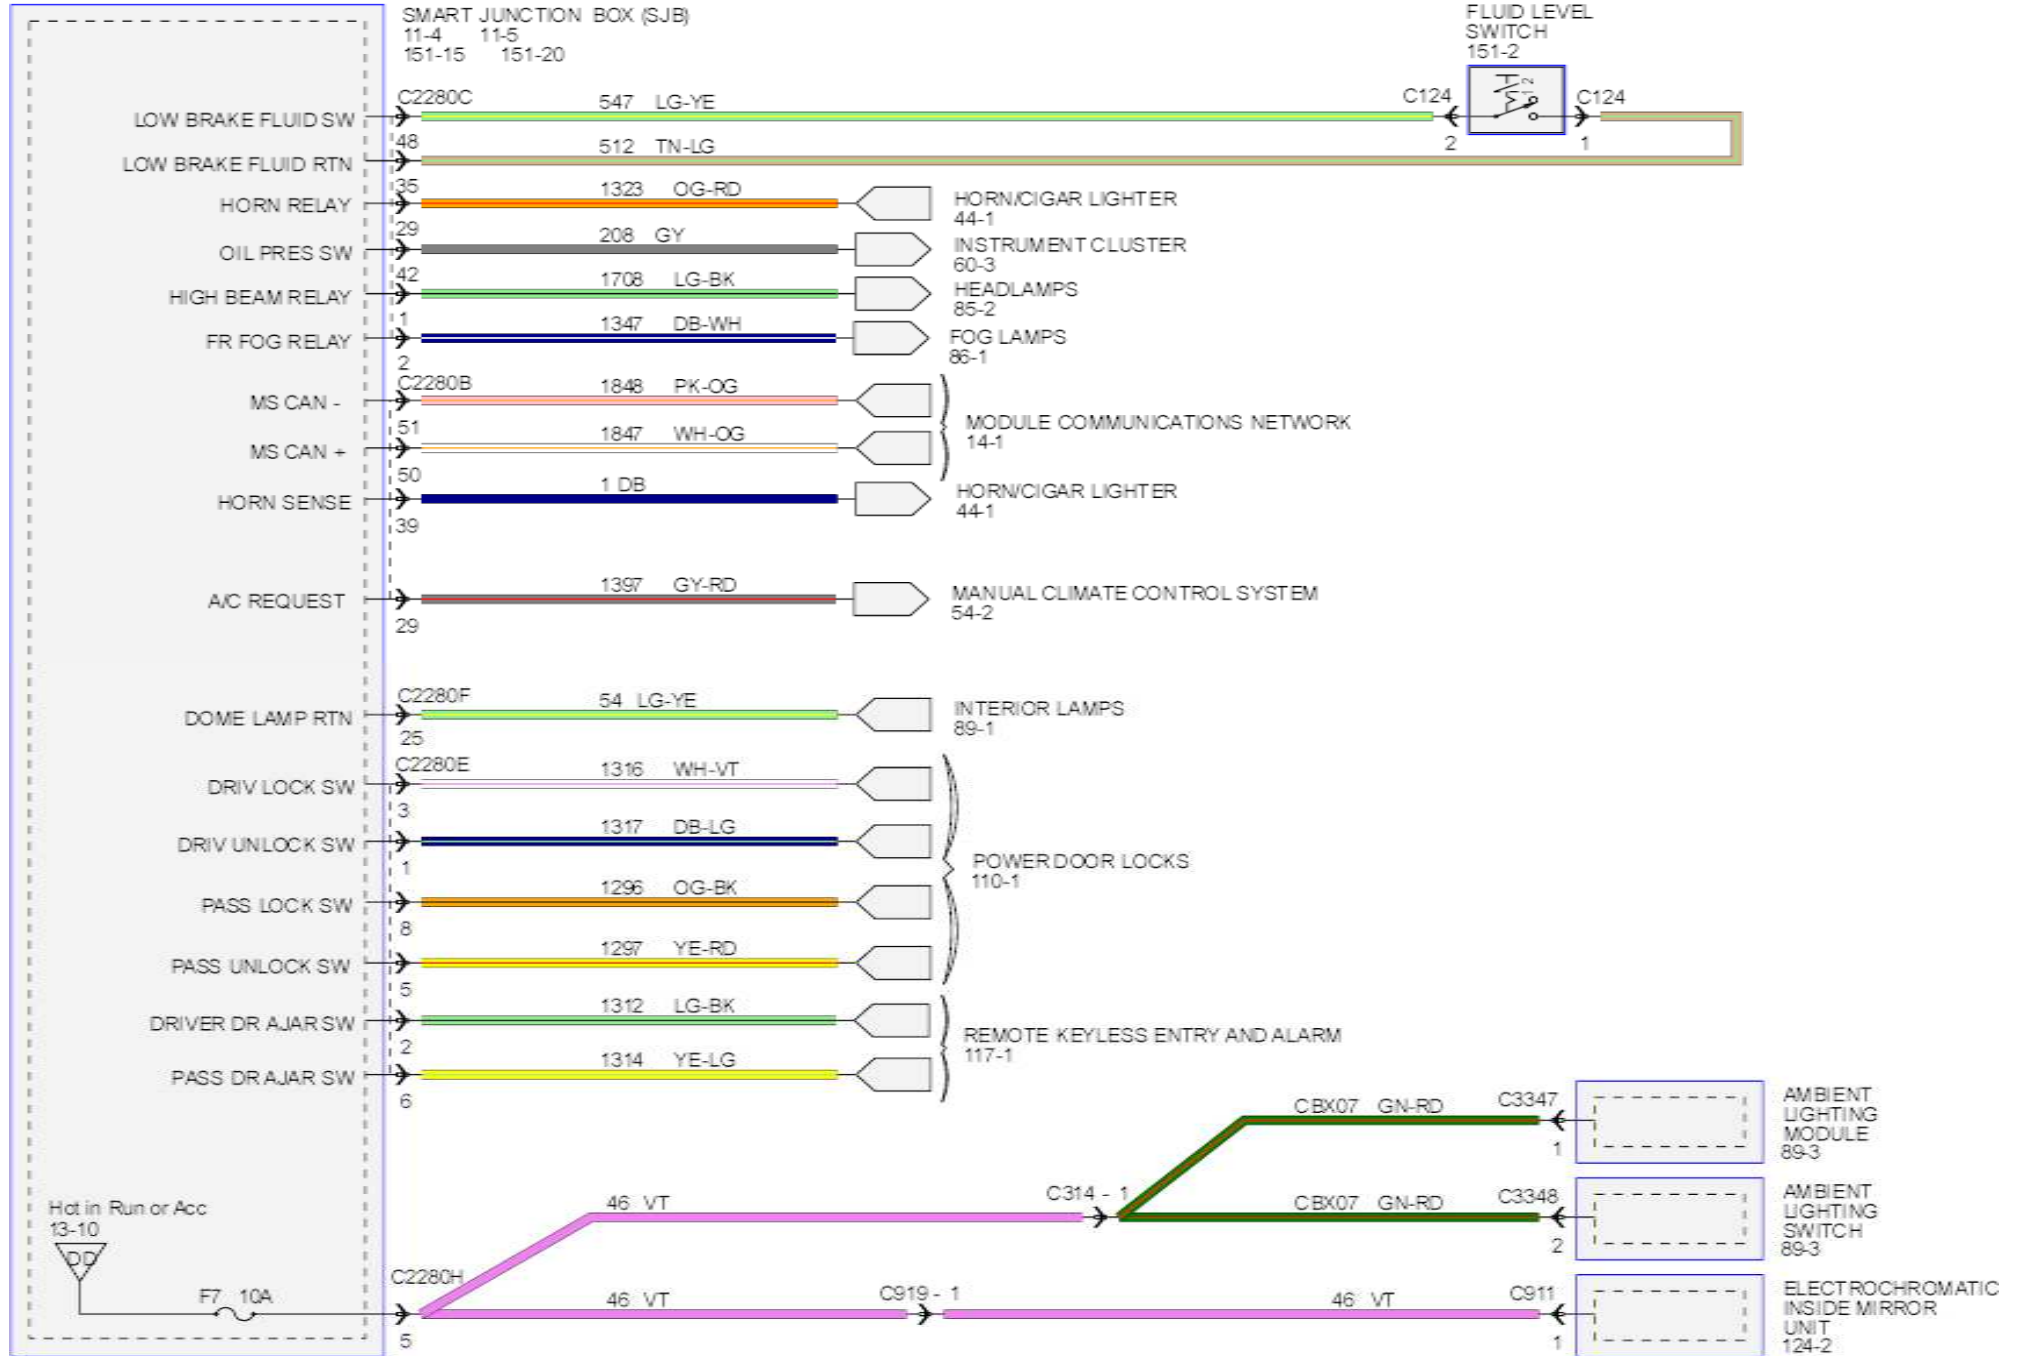 SMART JUNCTION BOX (SJB)
11-4 11-5
151-15 151-20
FLUID LEVEL
SWITCH
151-2
1 2
LOW BRAKE FLUID SW
C2280C
547 LG-YE
C124
C124
48
2
1
LOW BRAKE FLUID RTN
512 TN-LG
35
HORN RELAY
1323 OG-RD
HORN/CIGAR LIGHTER
44-1
29
OIL PRES SW
208 GY
INSTRUMENT CLUSTER
60-3
42
HIGH BEAM RELAY
1708 LG-BK
HEADLAMPS
85-2
1
FR FOG RELAY
1347 DB-WH
FOG LAMPS
86-1
2
C2280B
MS CAN -
1848 PK-OG
51
MODULE COMMUNICATIONS NETWORK
14-1
MS CAN +
1847 WH-OG
50
HORN SENSE
1 DB
HORN/CIGAR LIGHTER
44-1
39
A/C REQUEST
1397 GY-RD
MANUAL CLIMATE CONTROL SYSTEM
54-2
29
C2280F
DOME LAMP RTN
54 LG-YE
INTERIOR LAMPS
89-1
25
C2280E
DRIV LOCK SW
1316 WH-VT
3
DRIV UNLOCK SW
1317 DB-LG
1
POWER DOOR LOCKS
110-1
PASS LOCK SW
1296 OG-BK
8
PASS UNLOCK SW
1297 YE-RD
5
DRIVER DR AJAR SW
1312 LG-BK
2
REMOTE KEYLESS ENTRY AND ALARM
117-1
PASS DR AJAR SW
1314 YE-LG
6
CBX07 GN-RD
C3347
1
AMBIENT
LIGHTING
MODULE
89-3
46 VT
C314 - 1
CBX07 GN-RD
C3348
2
AMBIENT
LIGHTING
SWITCH
89-3
Hot in Run or Acc
13-10
DD
F7 10A
C2280H
5
46 VT
C919 - 1
46 VT
C911
1
ELECTROCHROMATIC
INSIDE MIRROR
UNIT
124-2